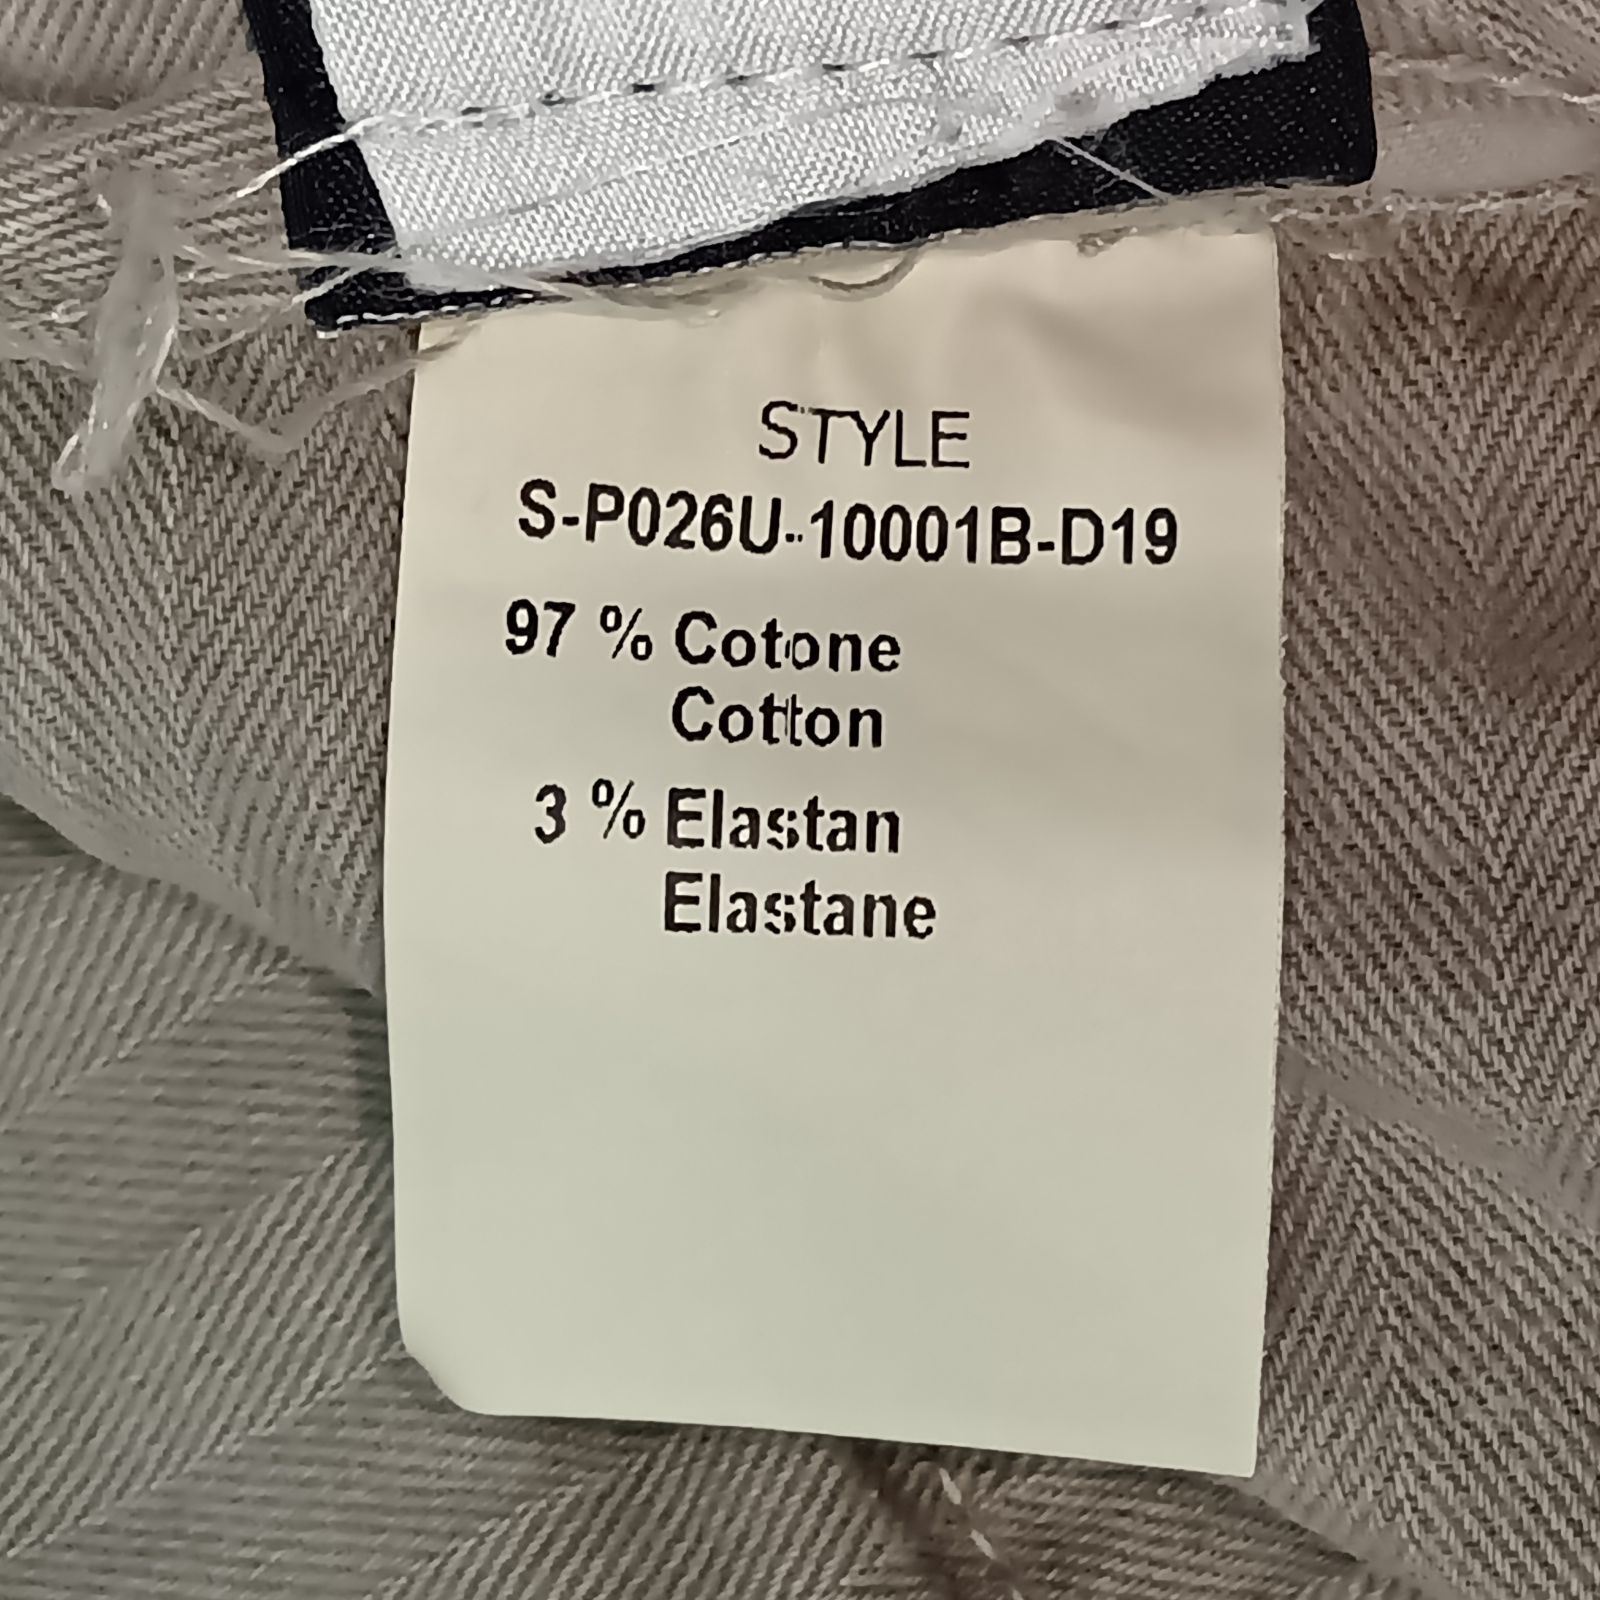 STYLE
S-P026U-10001B-D19
97 % Cotone
Cotton
3 % Elastan
Elastane